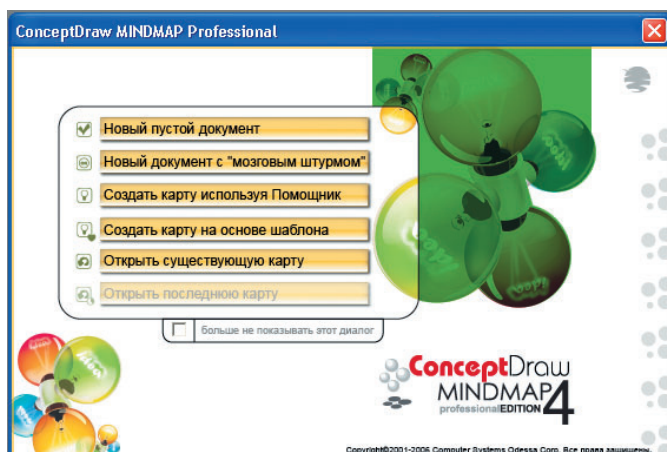 ConceptDraw MINDMAP Professional
Новый пустой документ
Новый документ с "мозговым штурмом"
Создать карту используя Помощник
Создать карту на основе шаблона
Открыть существующую карту
Открыть последнюю карту
больше не показывать этот диалог
ConceptDraw
MINDMAP 4
professional EDITION
Copyright©2001-2006 Computer Systems Odessa Corp. Все права защищены.